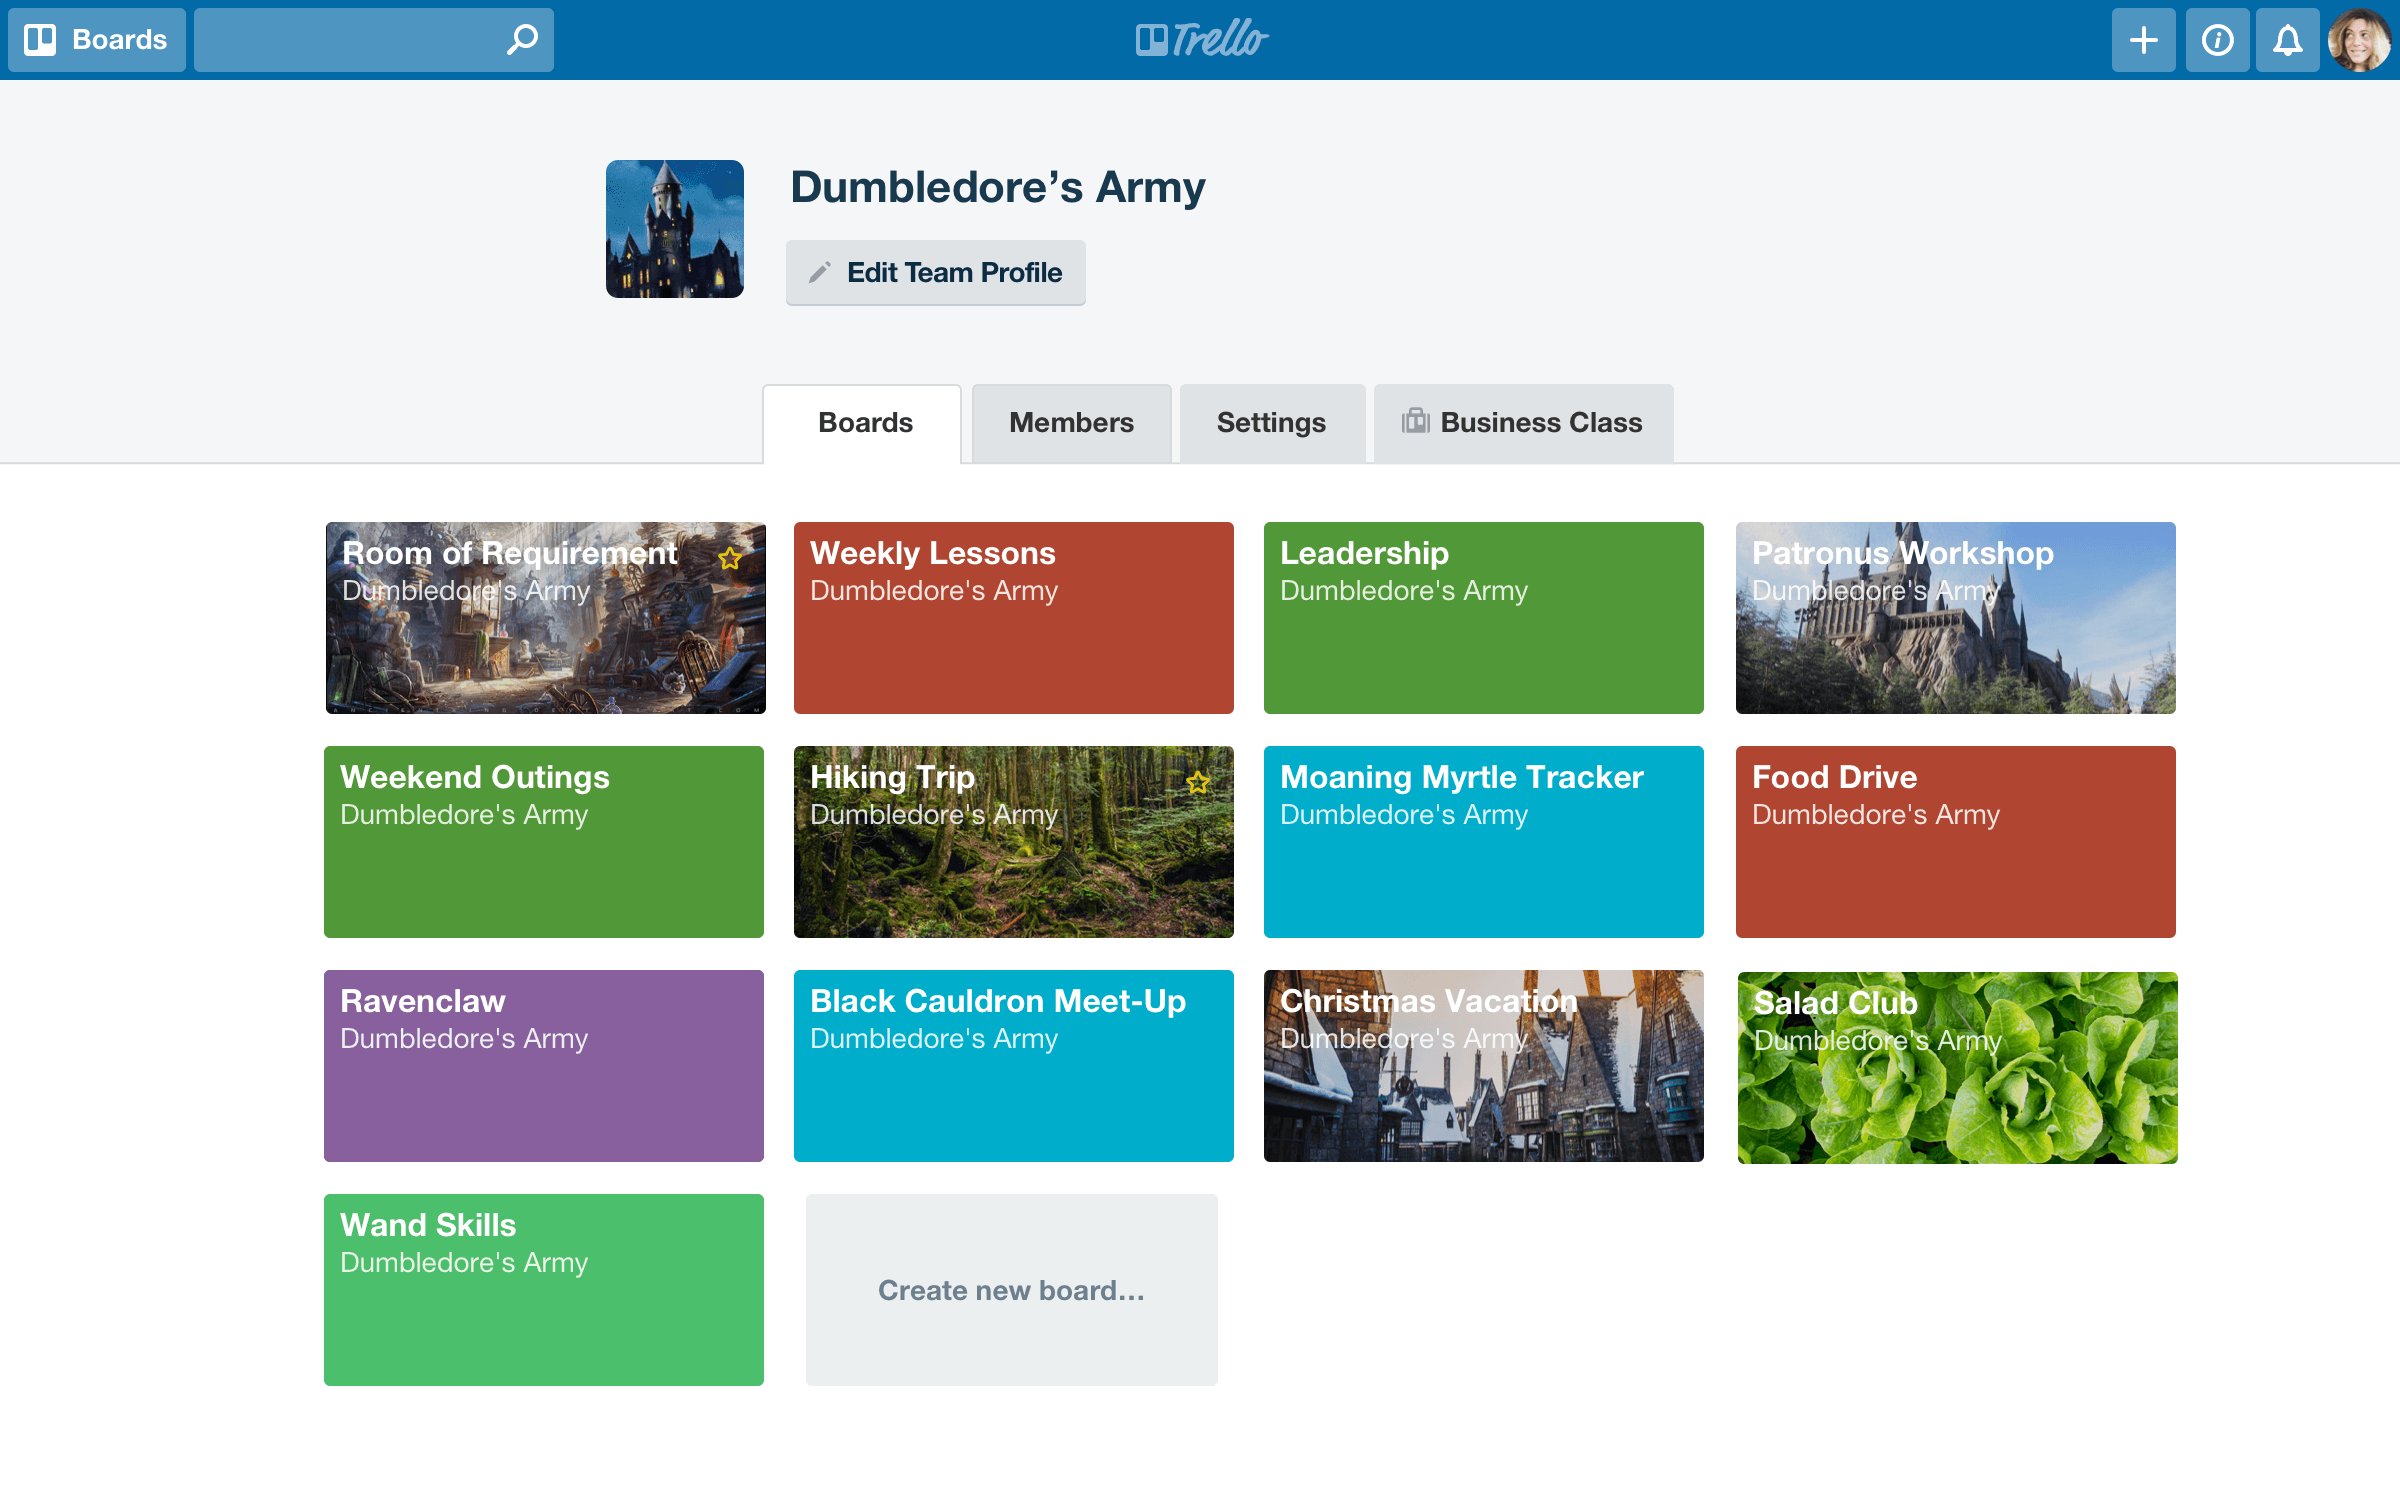 Boards
Trello
Dumbledore’s Army
Edit Team Profile
Boards
Members
Settings
Business Class
Room of Requirement
Dumbledore's Army
Weekly Lessons
Dumbledore's Army
Leadership
Dumbledore's Army
Patronus Workshop
Dumbledore's Army
Weekend Outings
Dumbledore's Army
Hiking Trip
Dumbledore's Army
Moaning Myrtle Tracker
Dumbledore's Army
Food Drive
Dumbledore's Army
Ravenclaw
Dumbledore's Army
Black Cauldron Meet-Up
Dumbledore's Army
Christmas Vacation
Dumbledore's Army
Salad Club
Dumbledore's Army
Wand Skills
Dumbledore's Army
Create new board...